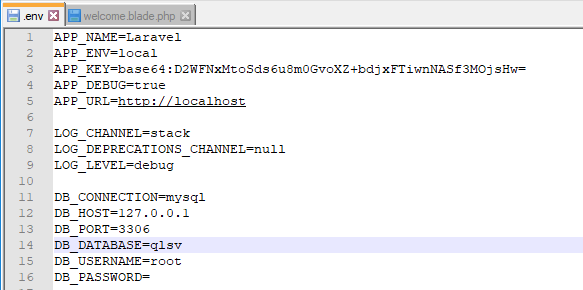 .env welcome.blade.php
1 APP_NAME=Laravel
2 APP_ENV=local
3 APP_KEY=base64:D2WFNxMtoSds6u8m0GvoXZ+bdjxFTiwnNASf3MOjsHw=
4 APP_DEBUG=true
5 APP_URL=http://localhost
6
7 LOG_CHANNEL=stack
8 LOG_DEPRECATIONS_CHANNEL=null
9 LOG_LEVEL=debug
10
11 DB_CONNECTION=mysql
12 DB_HOST=127.0.0.1
13 DB_PORT=3306
14 DB_DATABASE=qlsv
15 DB_USERNAME=root
16 DB_PASSWORD=